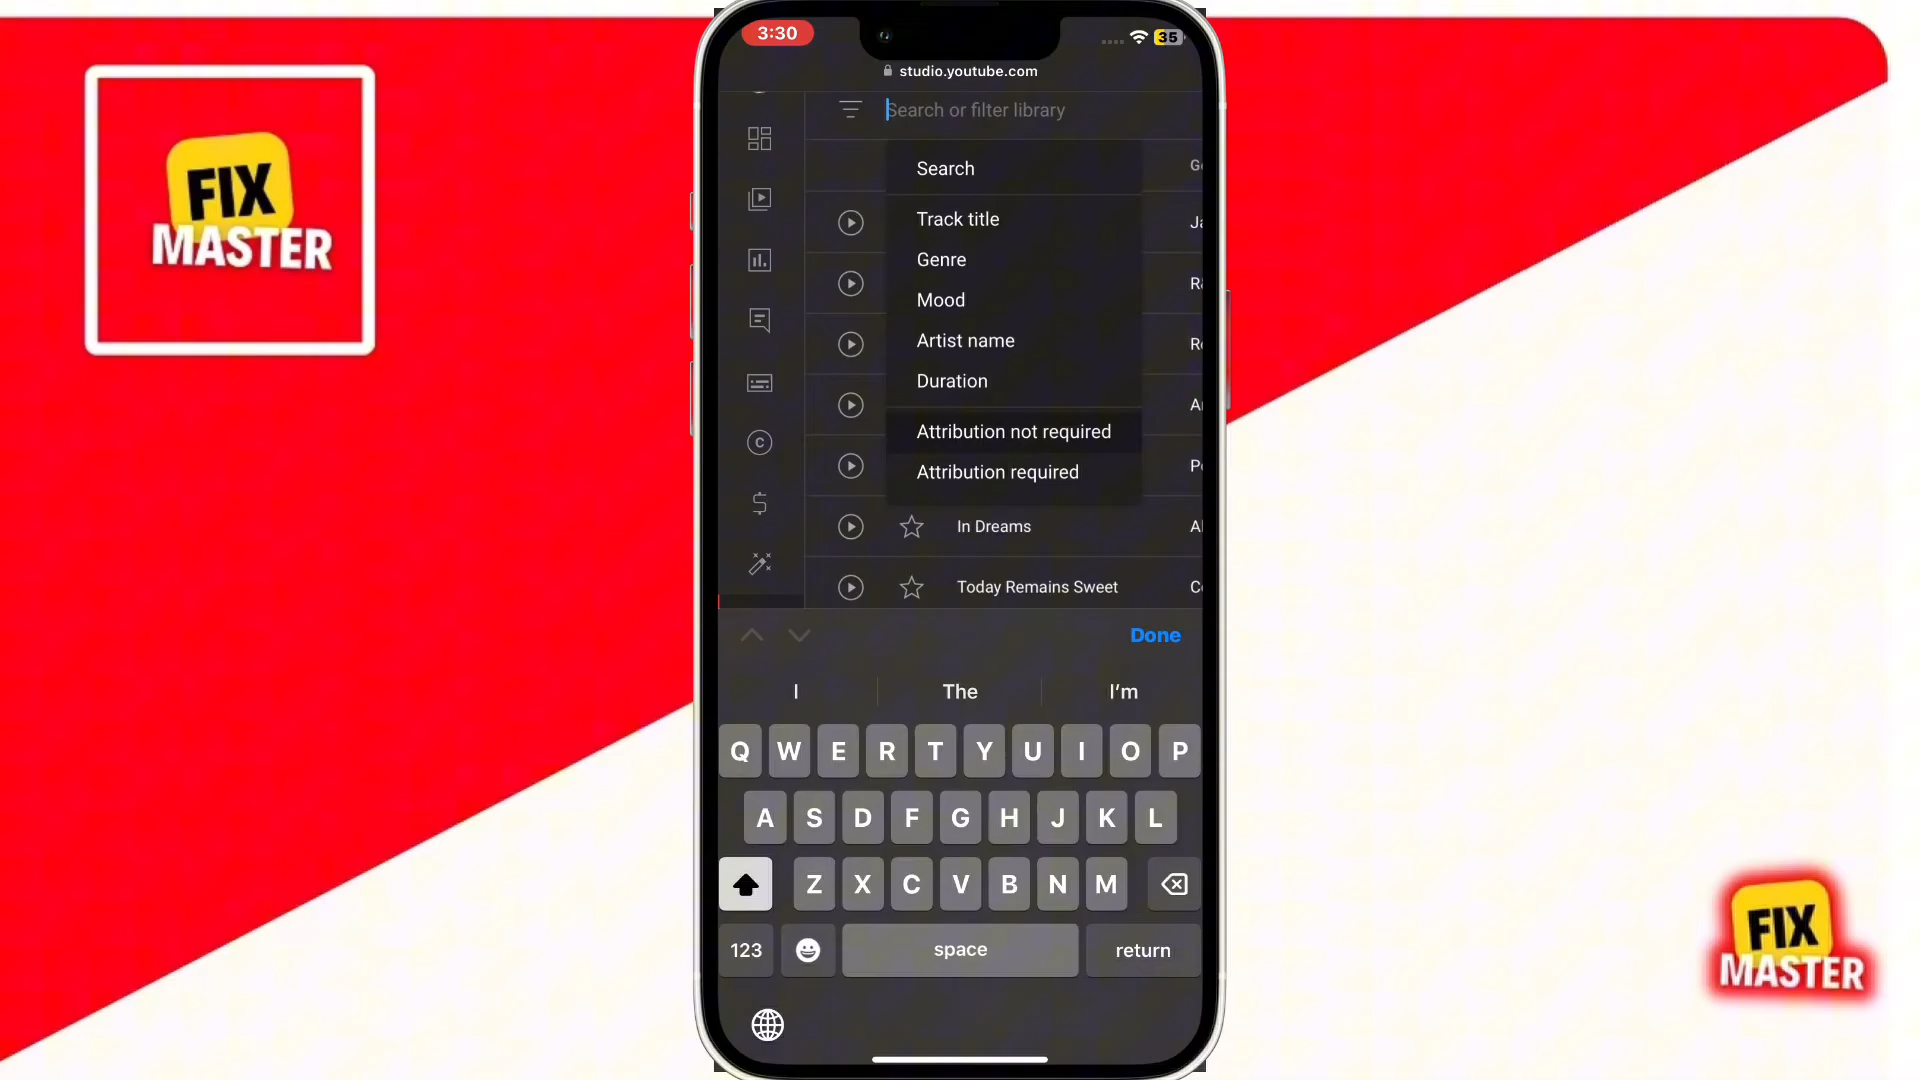 3:30
35
studio.youtube.com
FIX
MASTER
Search or filter library
Search
Track title
Genre
Mood
Artist name
Duration
Attribution not required
Attribution required
In Dreams
Today Remains Sweet
Done
I The I'm
Q W E R T Y U I O P
A S D F G H J K L
Z X C V B N M
123 space return
FIX
MASTER